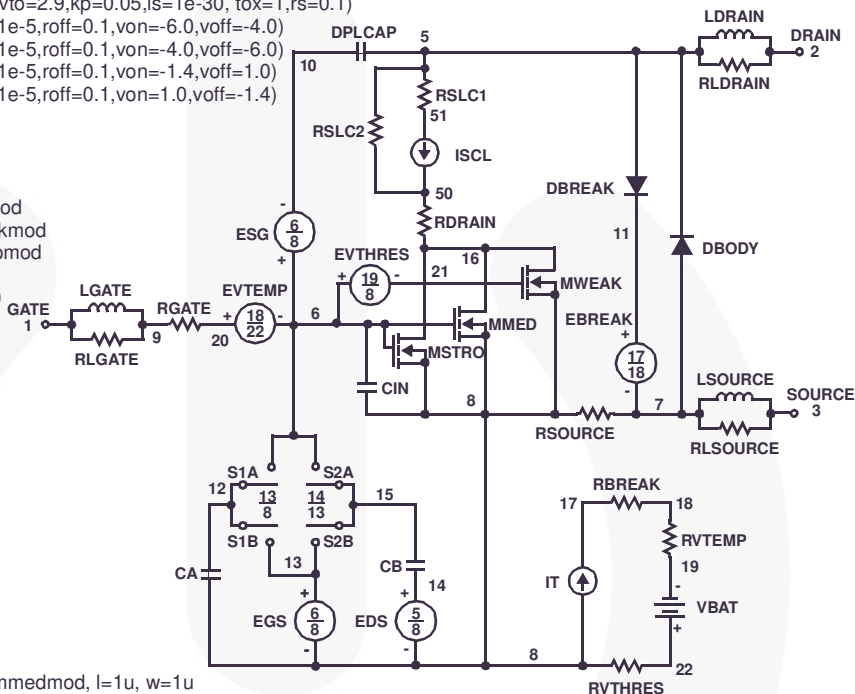 vto=2.9,kp=0.05,is=1e-30, tox=1,rs=0.1)
1e-5,roff=0.1,von=-6.0,voff=-4.0)
1e-5,roff=0.1,von=-4.0,voff=-6.0)
1e-5,roff=0.1,von=-1.4,voff=1.0)
1e-5,roff=0.1,von=1.0,voff=-1.4)
LDRAIN
DPLCAP 5 DRAIN
10 2
RLDRAIN
RSLC1
51
RSLC2
ISCL
50
od
kmod
omod
)
DBREAK
RDRAIN
11
ESG 6 8
- +
EVTHRES
+ 19 8 -
21
16
DBODY
MWEAK
LGATE
GATE
1
RGATE
EVTEMP
+ 18 22 -
6
9
20
RLGATE
MMED
EBREAK
+
17 18
-
MSTRO
CIN
8
LSOURCE
7
SOURCE
3
RSOURCE
RLSOURCE
S1A S2A
12 13 8 14 13 15
S1B S2B
13
CA
CB
14
+ +
EGS 6 8 EDS 5 8
- -
RBREAK
17 18
RVTEMP
19
IT
-
VBAT
+
8
22
RVTHRES
mmedmod, l=1u, w=1u